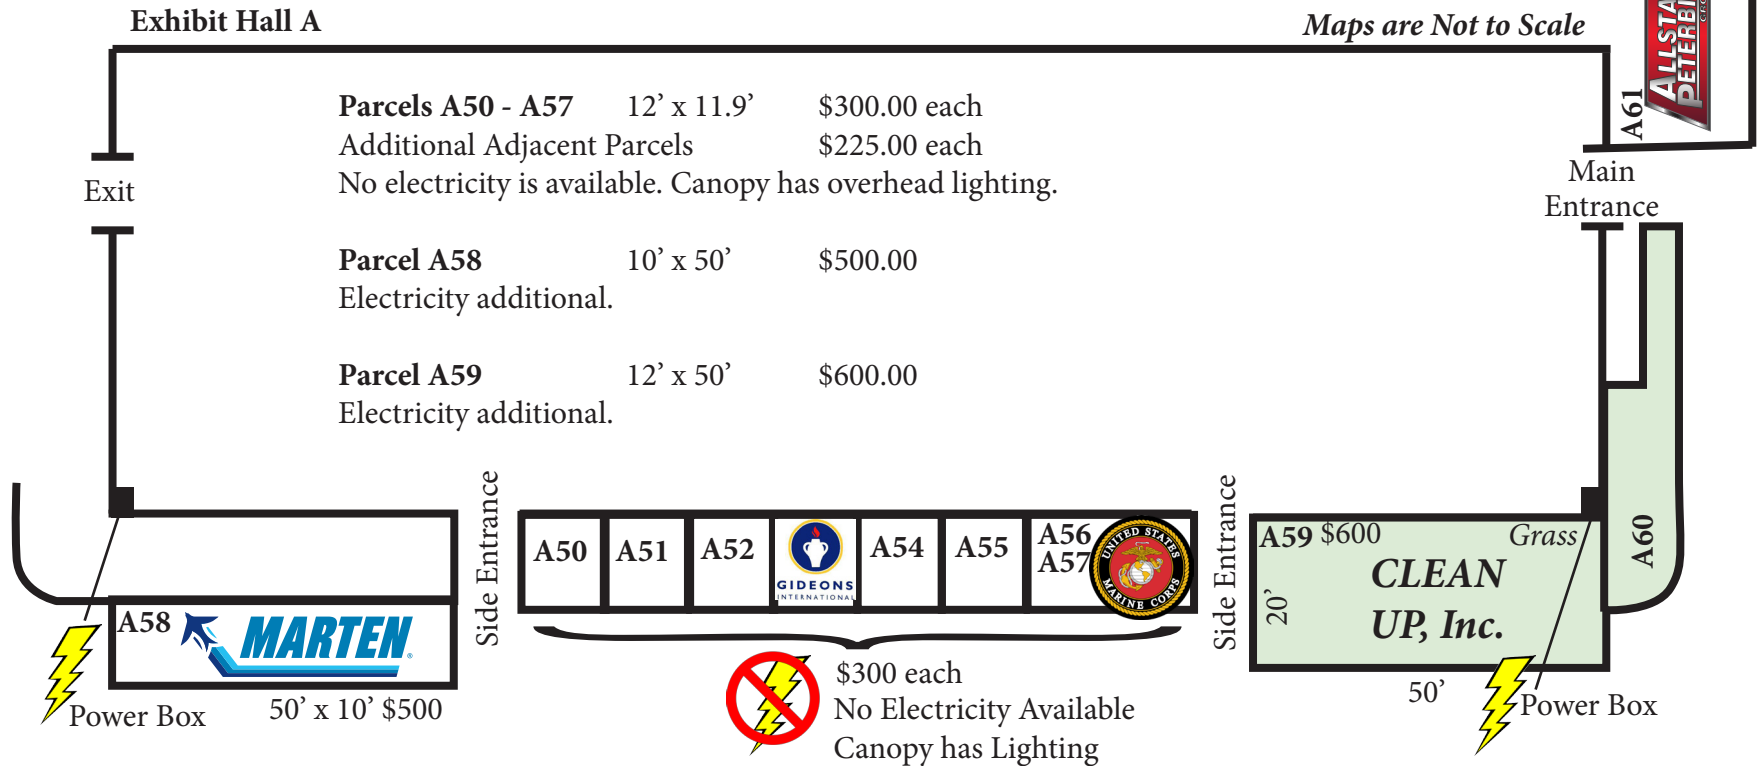 Exhibit Hall A
Maps are Not to Scale
ALLSTA
PETERBI
GRO
A61
Parcels A50 - A57 12’ x 11.9’ $300.00 each
Additional Adjacent Parcels $225.00 each
No electricity is available. Canopy has overhead lighting.
Exit
Main
Entrance
Parcel A58 10’ x 50’ $500.00
Electricity additional.
Parcel A59 12’ x 50’ $600.00
Electricity additional.
Side Entrance
A50
A51
A52
GIDEONS
INTERNATIONAL
A54
A55
A56
A57
UNITED STATES
MARINE CORPS
Side Entrance
A59 $600
Grass
CLEAN
UP, Inc.
20’
A60
A58
MARTEN
Power Box
50’ x 10’ $500
$300 each
No Electricity Available
Canopy has Lighting
50’
Power Box